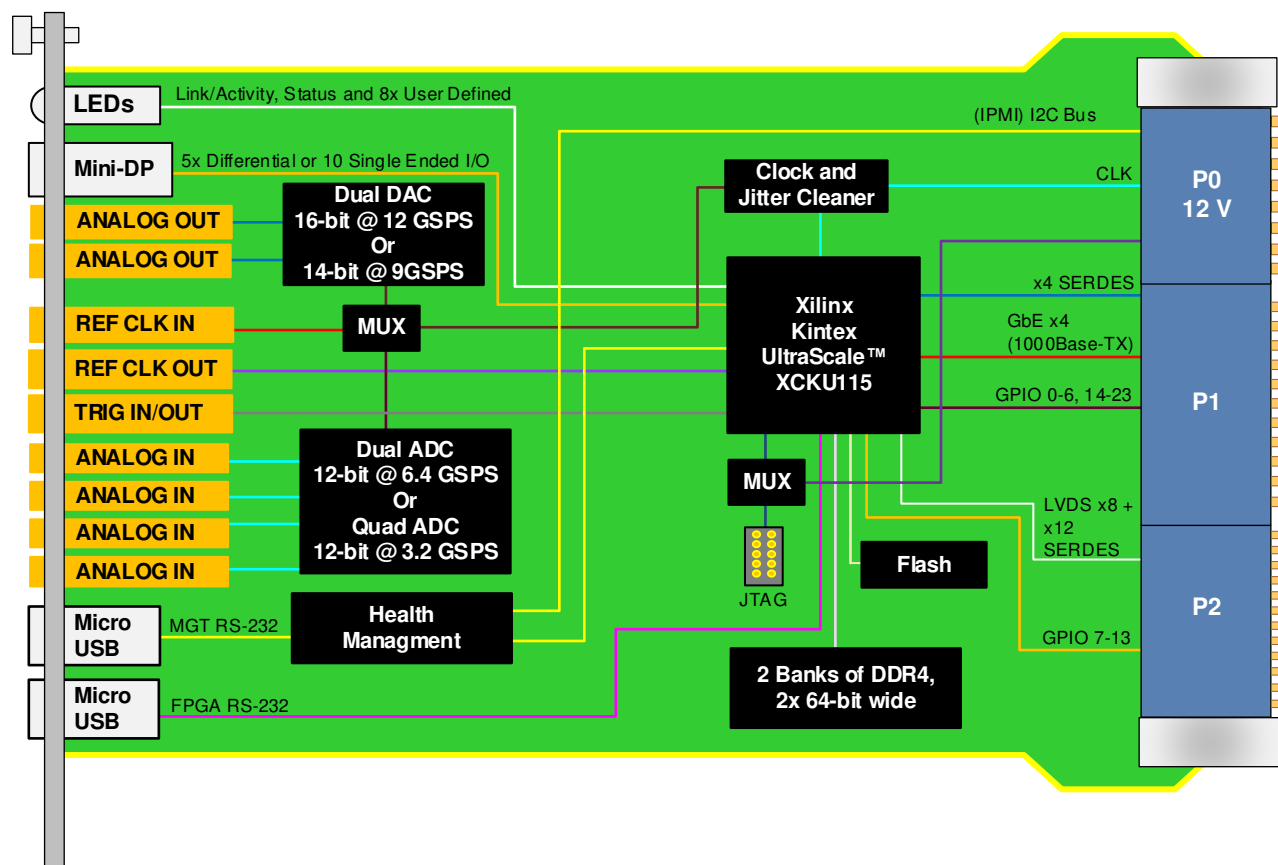 LEDs
Link/Activity, Status and 8x User Defined
(IPMI) I2C Bus
Mini-DP
5x Differential or 10 Single Ended I/O
Clock and
Jitter Cleaner
CLK
P0
12 V
ANALOG OUT
ANALOG OUT
Dual DAC
16-bit @ 12 GSPS
Or
14-bit @ 9GSPS
x4 SERDES
REF CLK IN
MUX
Xilinx
Kintex
UltraScale™
XCKU115
GbE x4
(1000Base-TX)
REF CLK OUT
GPIO 0-6, 14-23
P1
TRIG IN/OUT
ANALOG IN
ANALOG IN
ANALOG IN
ANALOG IN
Dual ADC
12-bit @ 6.4 GSPS
Or
Quad ADC
12-bit @ 3.2 GSPS
MUX
JTAG
Flash
LVDS x8 +
x12
SERDES
Micro
USB
MGT RS-232
Health
Managment
P2
GPIO 7-13
Micro
USB
FPGA RS-232
2 Banks of DDR4,
2x 64-bit wide